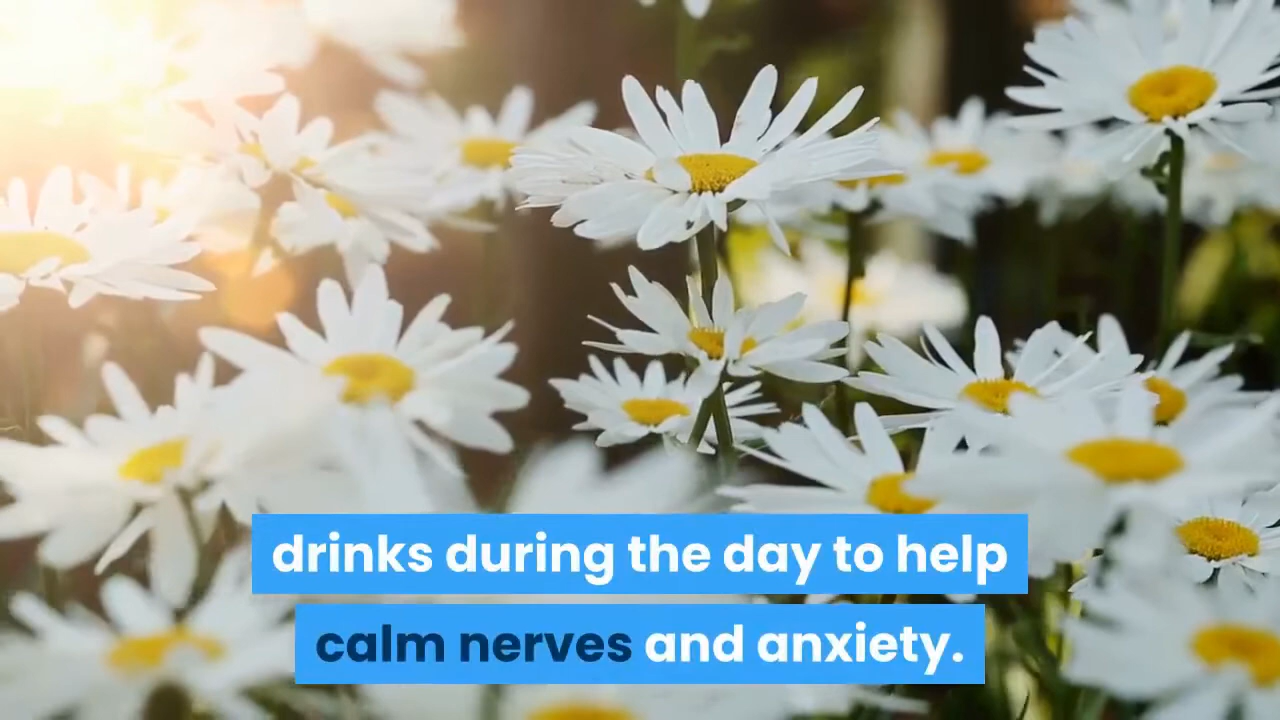 drinks during the day to help
calm nerves and anxiety.